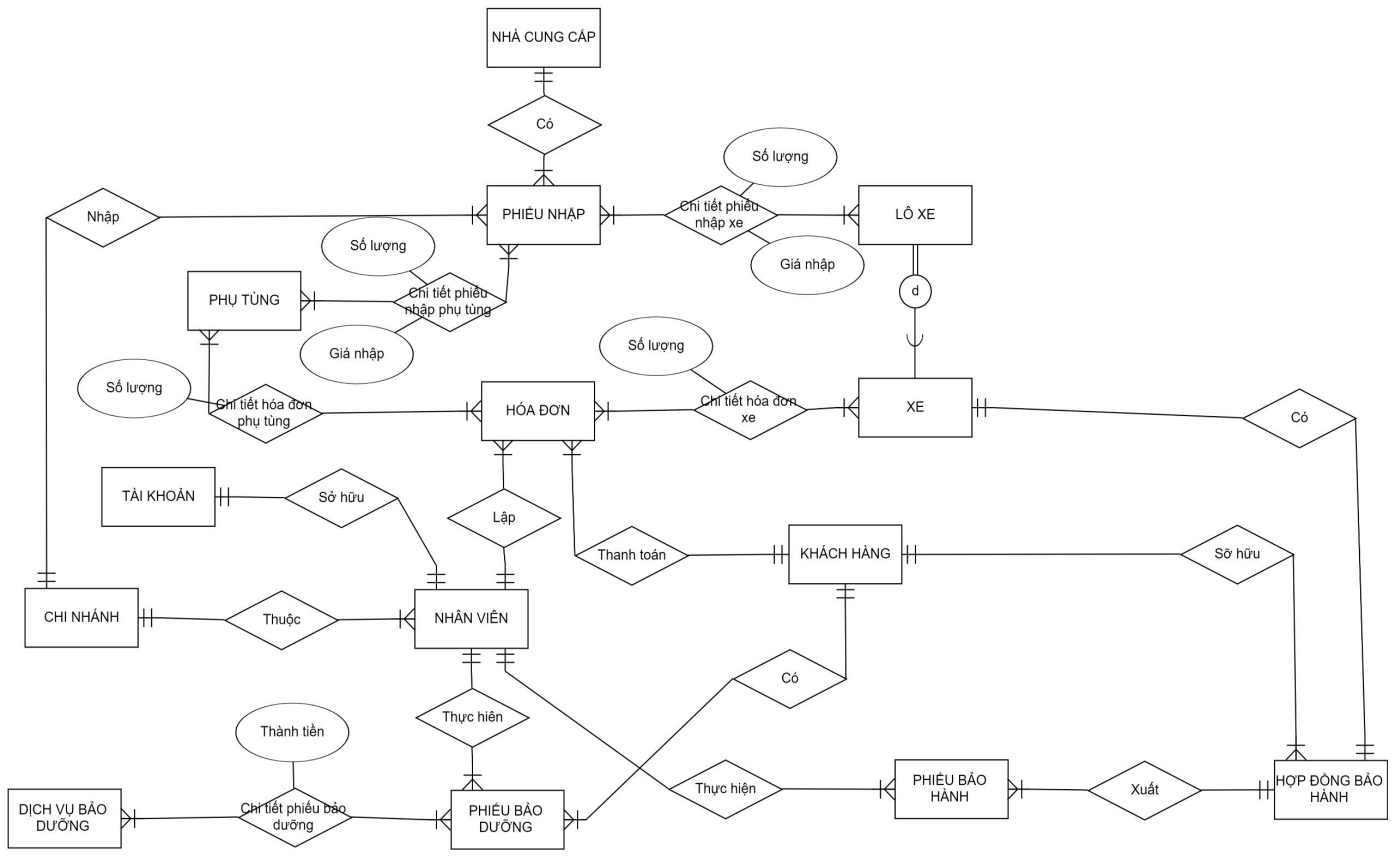 NHÀ CUNG CẤP
Có
Số lượng
Nhập
PHIẾU NHẬP
Chi tiết phiếu
nhập xe
LÔ XE
Số lượng
Giá nhập
PHỤ TÙNG
Chi tiết phiếu
nhập phụ tùng
d
Giá nhập
Số lượng
Số lượng
Chi tiết hóa đơn
phụ tùng
HÓA ĐƠN
Chi tiết hóa đơn
xe
XE
Có
TÀI KHOẢN
Sở hữu
Lập
Thanh toán
KHÁCH HÀNG
Sỡ hữu
CHI NHÁNH
Thuộc
NHÂN VIÊN
Có
Thực hiên
Thành tiền
Thực hiện
PHIẾU BẢO
HÀNH
Xuất
HỢP ĐỒNG BẢO
HÀNH
DỊCH VỤ BẢO
DƯỠNG
Chi tiết phiếu bảo
dưỡng
PHIẾU BẢO
DƯỠNG